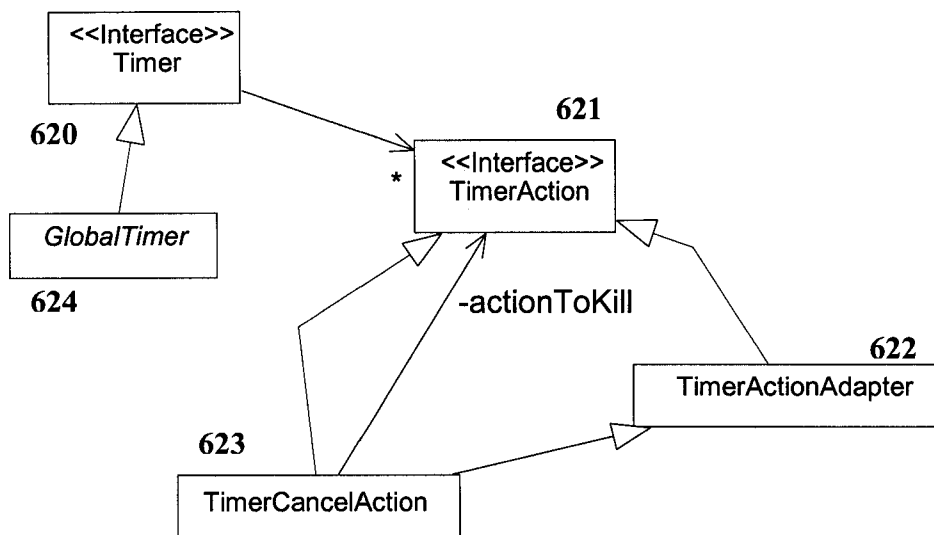 <<Interface>>
Timer
620
621
<<Interface>>
TimerAction
*
GlobalTimer
624
-actionToKill
622
TimerActionAdapter
623
TimerCancelAction